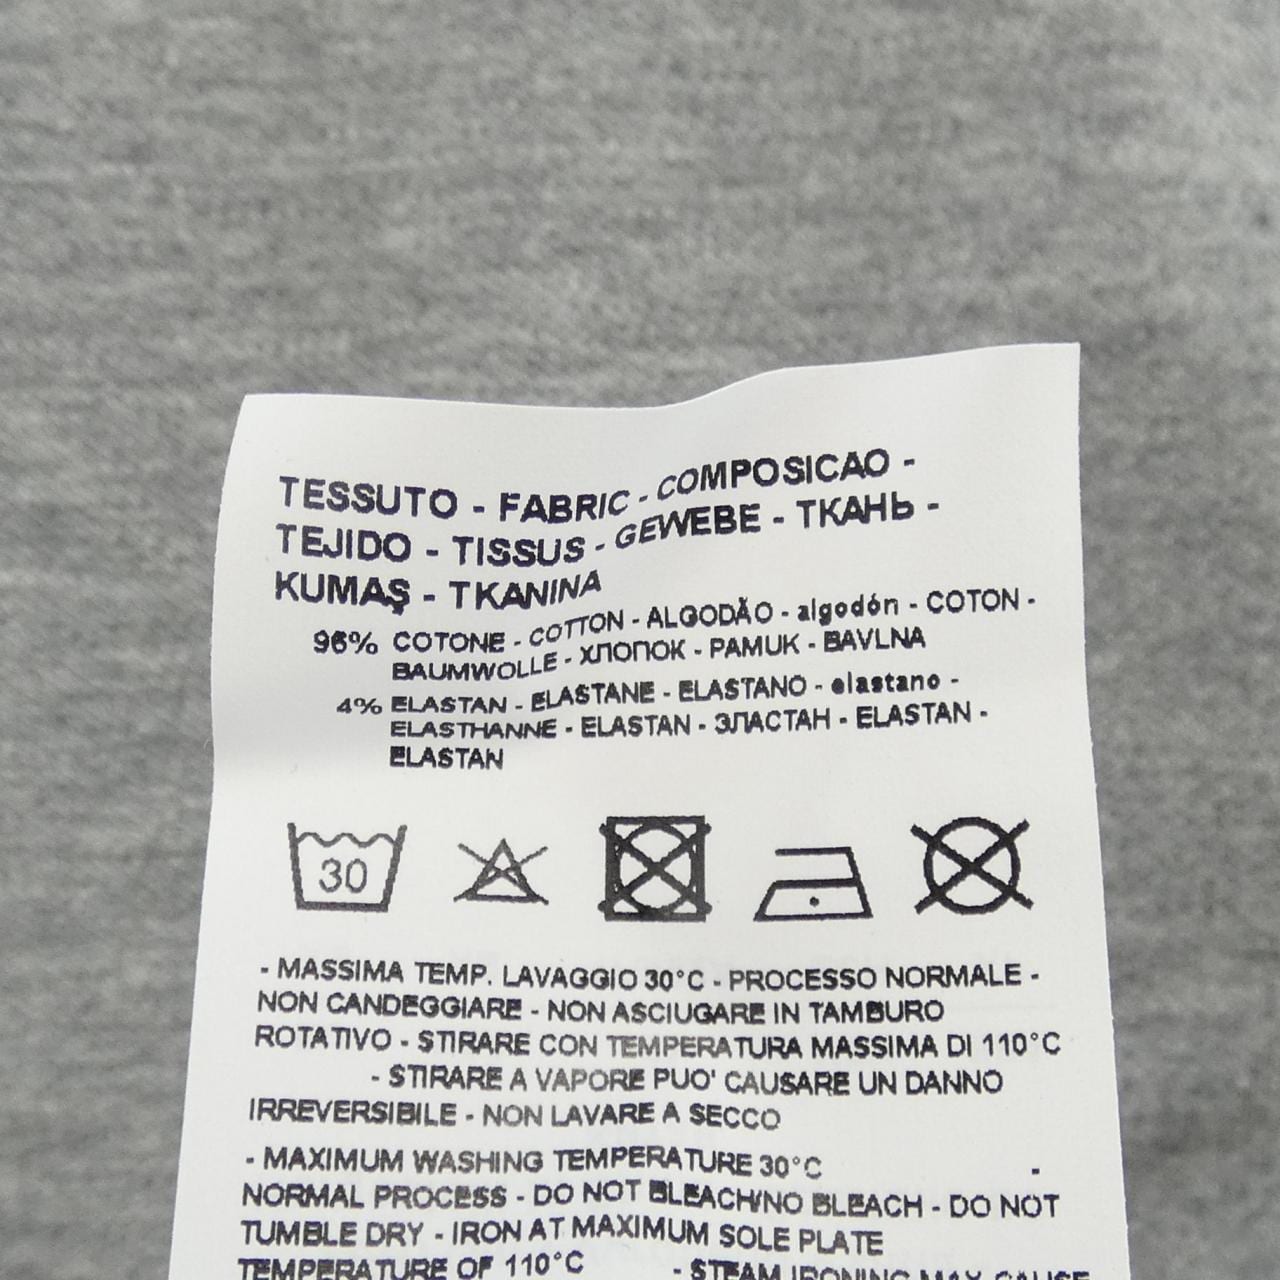 TESSUTO - FABRIC - COMPOSICAO -
TEJIDO - TISSUS - GEWEBE - ТКАНЬ -
KUMAŞ - TKANINA
96% COTONE - COTTON - ALGODÃO - algodón - COTON -
BAUMWOLLE - ХЛОПОК - PAMUK - BAVLNA
4% ELASTAN - ELASTANE - ELASTANO - elastano -
ELASTHANNE - ELASTAN - ЭЛАСТАН - ELASTAN -
ELASTAN
30
- MASSIMA TEMP. LAVAGGIO 30°C - PROCESSO NORMALE -
NON CANDEGGIARE - NON ASCIUGARE IN TAMBURO
ROTATIVO - STIRARE CON TEMPERATURA MASSIMA DI 110°C
- STIRARE A VAPORE PUO' CAUSARE UN DANNO
IRREVERSIBILE - NON LAVARE A SECCO
- MAXIMUM WASHING TEMPERATURE 30°C -
NORMAL PROCESS - DO NOT BLEACH/NO BLEACH - DO NOT
TUMBLE DRY - IRON AT MAXIMUM SOLE PLATE
TEMPERATURE OF 110°C - STEAM IRONING MAY CAUSE